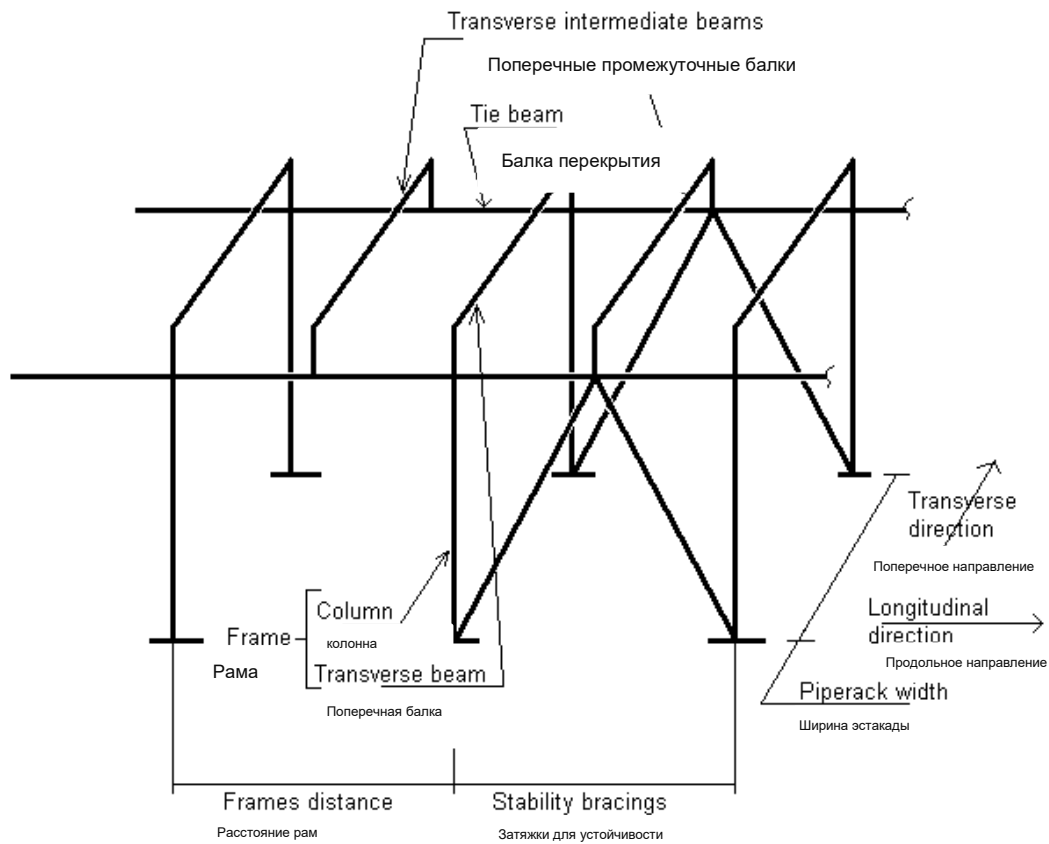 Transverse intermediate beams
Поперечные промежуточные балки
Tie beam
Балка перекрытия
Transverse
direction
Поперечное направление
Longitudinal
direction
Продольное направление
Column
колонна
Frame
Рама
Transverse beam
Поперечная балка
Piperack width
Ширина эстакады
Frames distance
Расстояние рам
Stability bracings
Затяжки для устойчивости